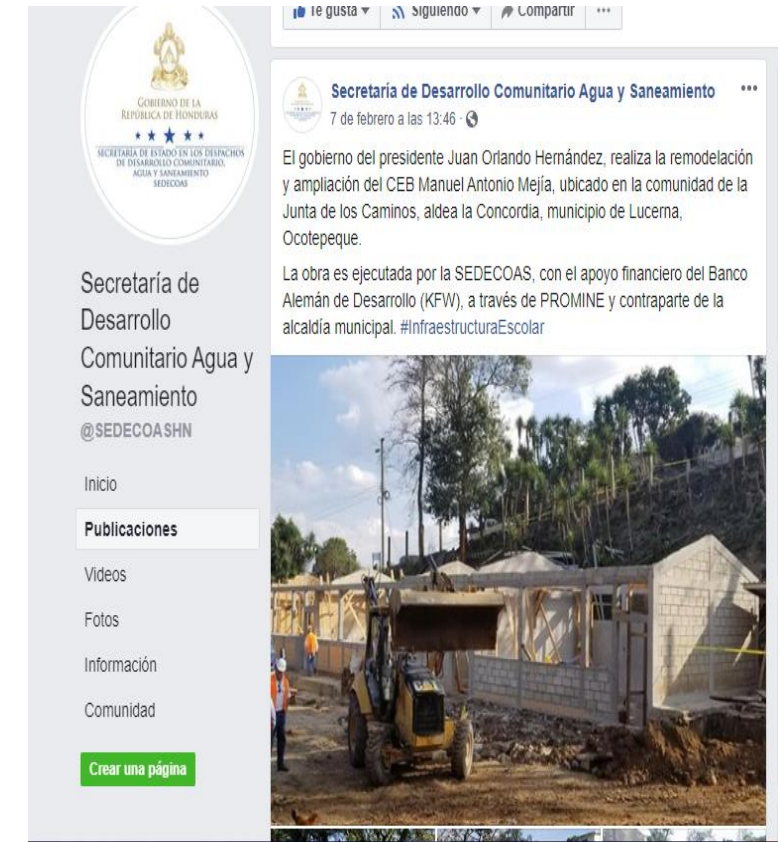 Te gusta
Siguiendo
Compartir
GOBIERNO DE LA
REPÚBLICA DE HONDURAS
SECRETARÍA DE ESTADO EN LOS DESPACHOS
DE DESARROLLO COMUNITARIO,
AGUA Y SANEAMIENTO
SEDECOAS
Secretaría de
Desarrollo
Comunitario Agua y
Saneamiento
@SEDECOASHN
Inicio
Publicaciones
Videos
Fotos
Información
Comunidad
Crear una página
Secretaría de Desarrollo Comunitario Agua y Saneamiento
7 de febrero a las 13:46 ·
El gobierno del presidente Juan Orlando Hernández, realiza la remodelación
y ampliación del CEB Manuel Antonio Mejía, ubicado en la comunidad de la
Junta de los Caminos, aldea la Concordia, municipio de Lucerna,
Ocotepeque.
La obra es ejecutada por la SEDECOAS, con el apoyo financiero del Banco
Alemán de Desarrollo (KFW), a través de PROMINE y contraparte de la
alcaldía municipal. #InfraestructuraEscolar